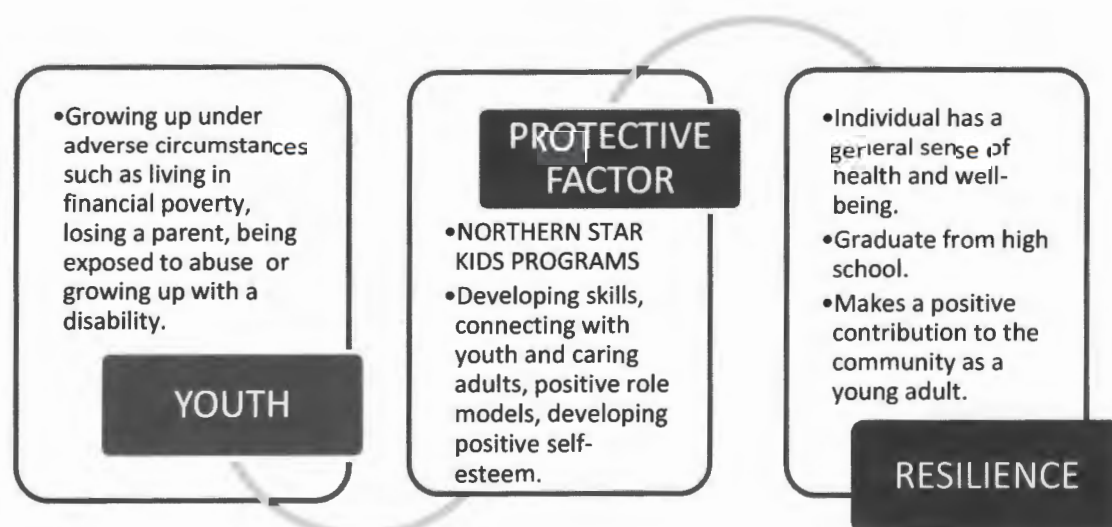 •Growing up under
adverse circumstances
such as living in
financial poverty,
losing a parent, being
exposed to abuse or
growing up with a
disability.
YOUTH
PROTECTIVE
FACTOR
•NORTHERN STAR
KIDS PROGRAMS
•Developing skills,
connecting with
youth and caring
adults, positive role
models, developing
positive self-
esteem.
•Individual has a
general sense of
health and well-
being.
•Graduate from high
school.
•Makes a positive
contribution to the
community as a
young adult.
RESILIENCE